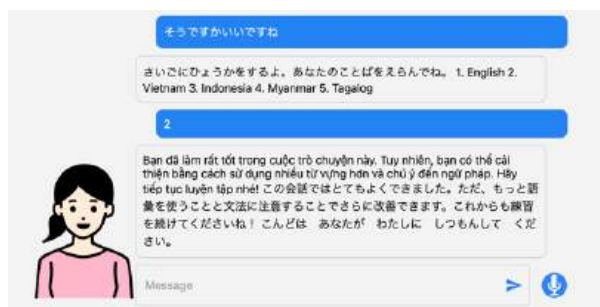 そうですかいいですね
さいごにひょうかをするよ。あなたのことばをえらんでね。 1. English 2.
Vietnam 3. Indonesia 4. Myanmar 5. Tagalog
2
Bạn đã làm rất tốt trong cuộc trò chuyện này. Tuy nhiên, bạn có thể cải
thiện bằng cách sử dụng nhiều từ vựng hơn và chú ý đến ngữ pháp. Hãy
tiếp tục luyện tập nhé! この会話ではとてもよくできました。ただ、もっと語
彙を使うことと文法に注意することでさらに改善できます。これからも練習
を続けてくださいね！ こんどは あなたが わたしに しつもんして くだ
さい。
Message